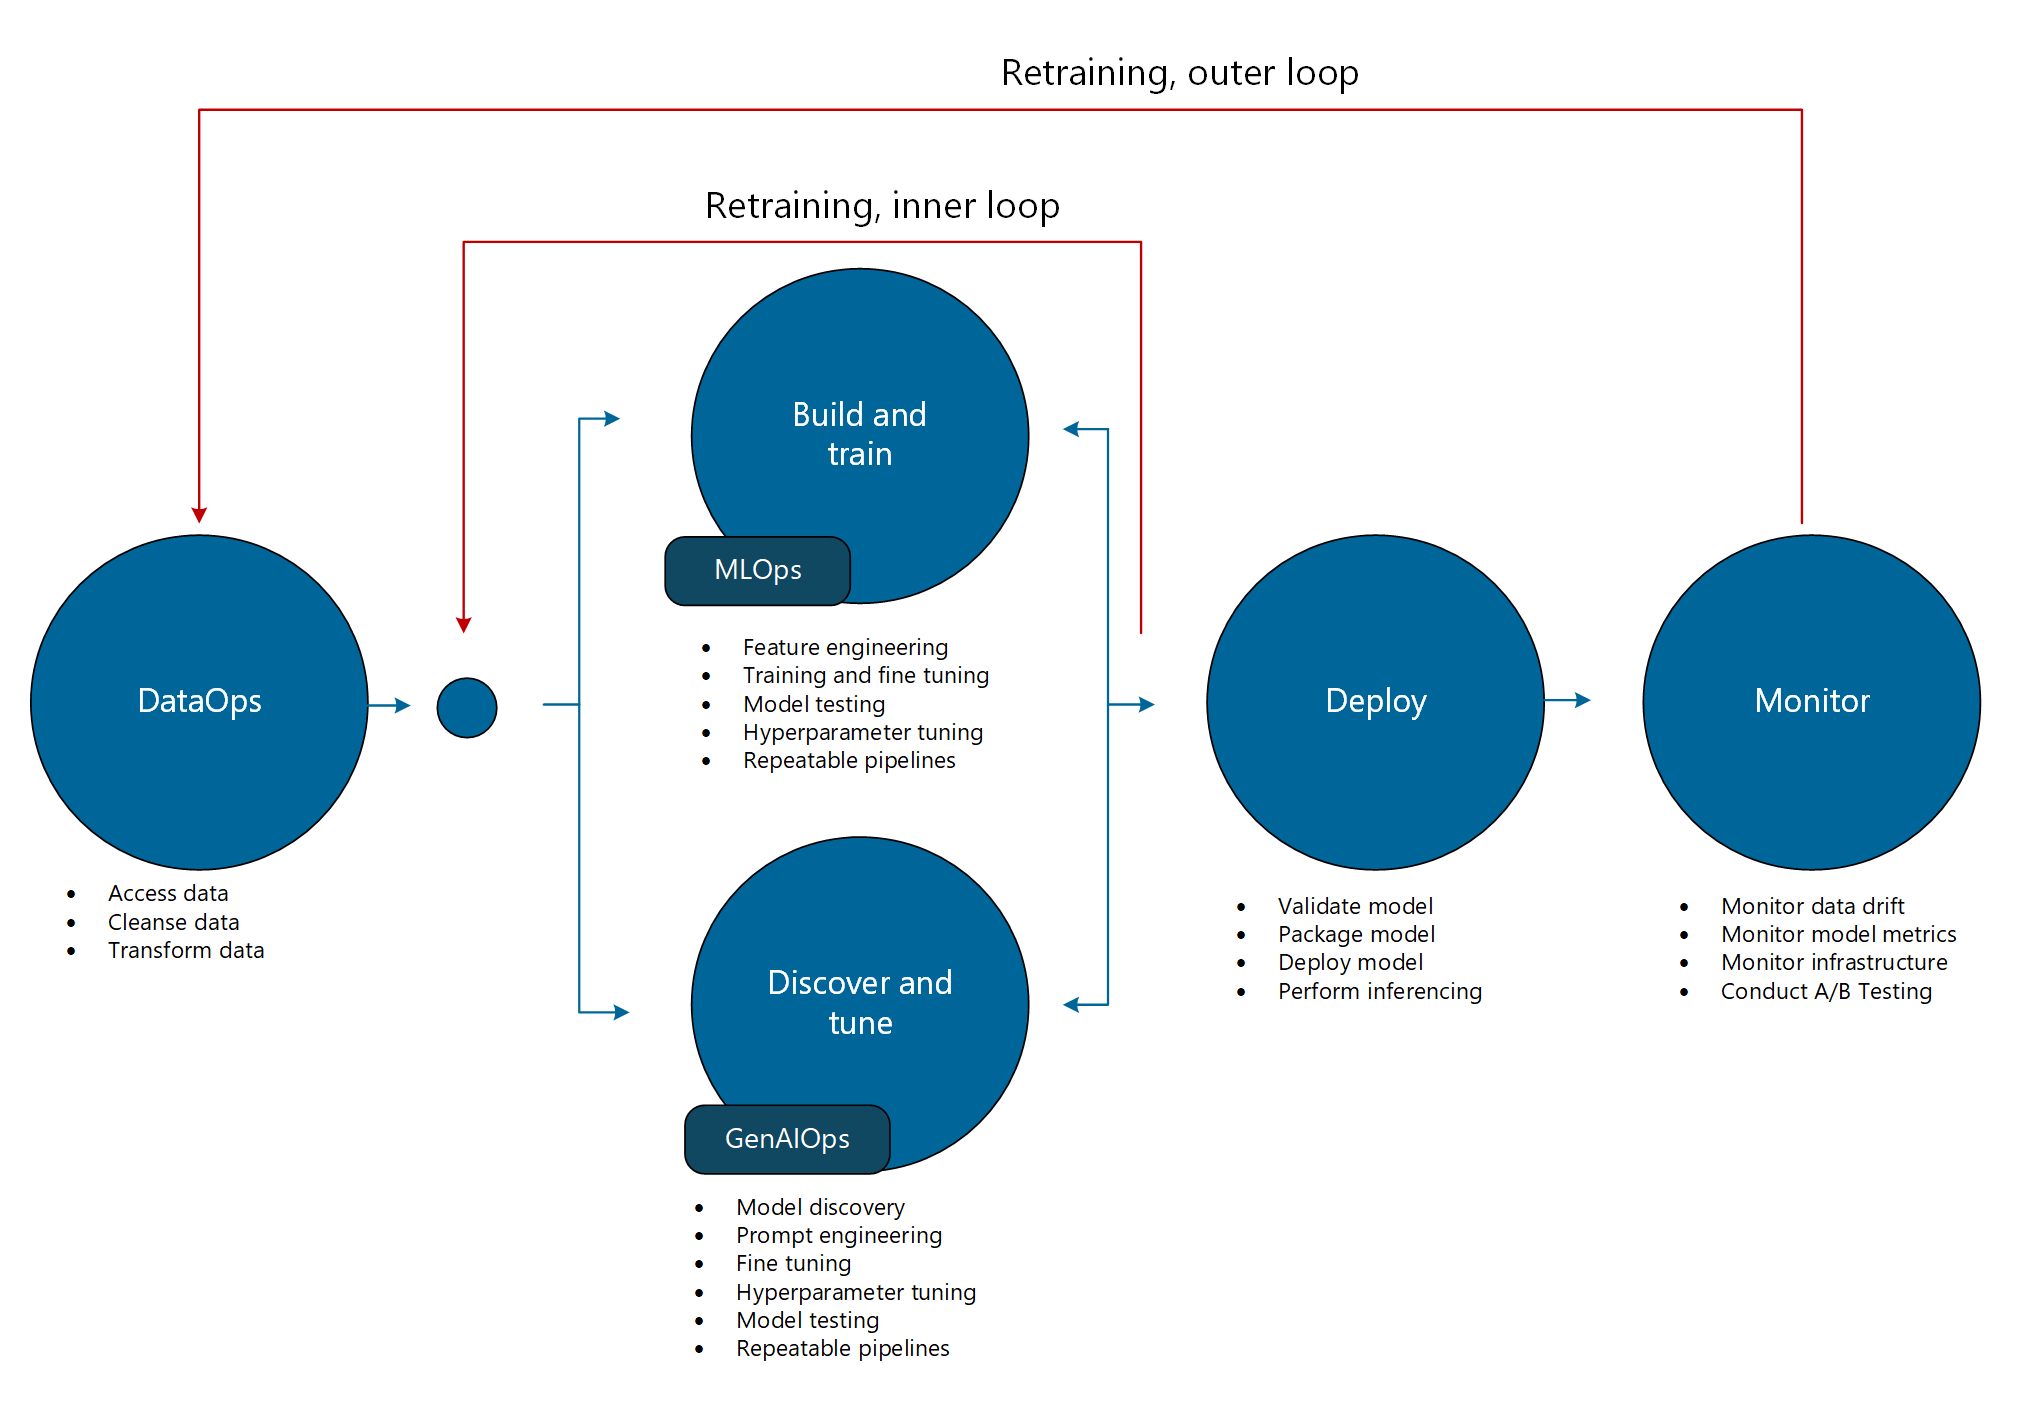 Retraining, outer loop
Retraining, inner loop
Build and
train
MLOps
• Feature engineering
• Training and fine tuning
• Model testing
• Hyperparameter tuning
• Repeatable pipelines
DataOps
• Access data
• Cleanse data
• Transform data
Discover and
tune
GenAIOps
• Model discovery
• Prompt engineering
• Fine tuning
• Hyperparameter tuning
• Model testing
• Repeatable pipelines
Deploy
• Validate model
• Package model
• Deploy model
• Perform inferencing
Monitor
• Monitor data drift
• Monitor model metrics
• Monitor infrastructure
• Conduct A/B Testing